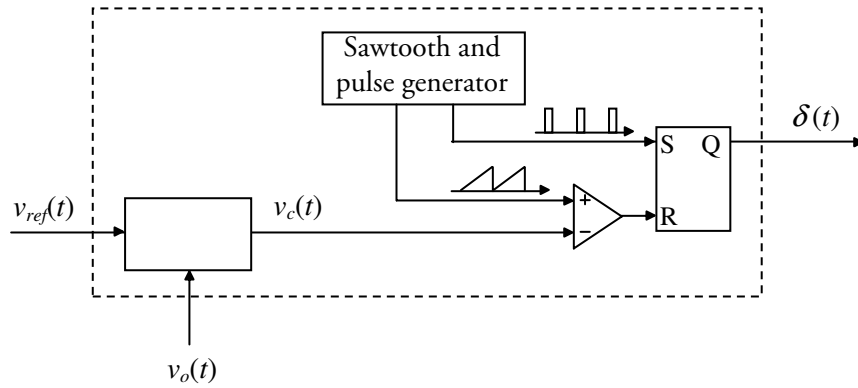 Sawtooth and
pulse generator
δ(t)
S Q
v_ref(t)
v_c(t)
+
−
R
v_o(t)